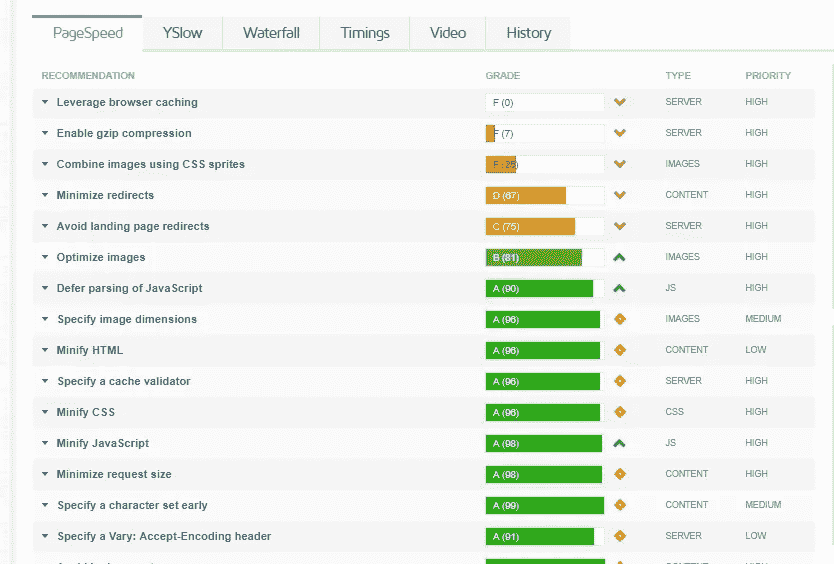 PageSpeed YSlow Waterfall Timings Video History
RECOMMENDATION GRADE TYPE PRIORITY
Leverage browser caching F (0) SERVER HIGH
Enable gzip compression F (7) SERVER HIGH
Combine images using CSS sprites F (25) IMAGES HIGH
Minimize redirects D (67) CONTENT HIGH
Avoid landing page redirects C (75) SERVER HIGH
Optimize images B (81) IMAGES HIGH
Defer parsing of JavaScript A (90) JS HIGH
Specify image dimensions A (96) IMAGES MEDIUM
Minify HTML A (96) CONTENT LOW
Specify a cache validator A (96) SERVER HIGH
Minify CSS A (96) CSS HIGH
Minify JavaScript A (98) JS HIGH
Minimize request size A (98) CONTENT HIGH
Specify a character set early A (99) CONTENT MEDIUM
Specify a Vary: Accept-Encoding header A (91) SERVER LOW